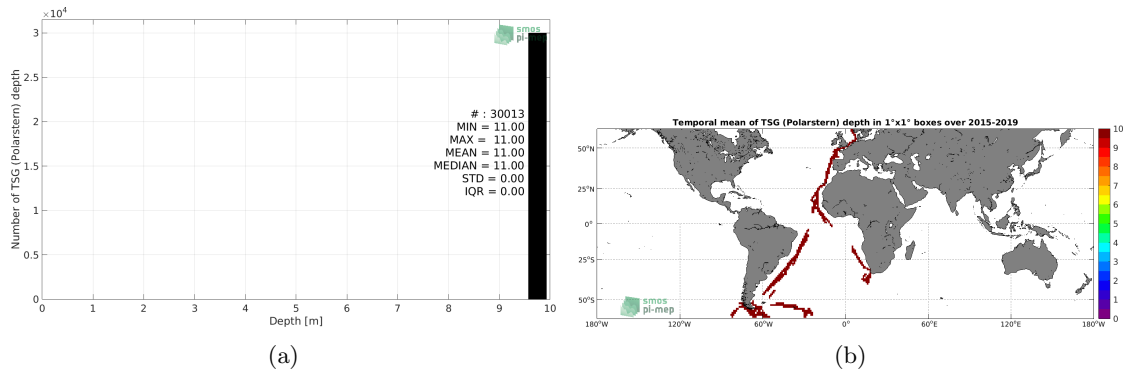 ×10⁴
3
2.5
2
1.5
1
0.5
0
Number of TSG (Polarstern) depth
smos
pi-mep
# : 30013
MIN = 11.00
MAX = 11.00
MEAN = 11.00
MEDIAN = 11.00
STD = 0.00
IQR = 0.00
0 1 2 3 4 5 6 7 8 9 10
Depth [m]
(a)
Temporal mean of TSG (Polarstern) depth in 1°x1° boxes over 2015-2019
50°N
25°N
0°
25°S
50°S
180°W 120°W 60°W 0° 60°E 120°E 180°W
smos
pi-mep
10
9
8
7
6
5
4
3
2
1
0
(b)